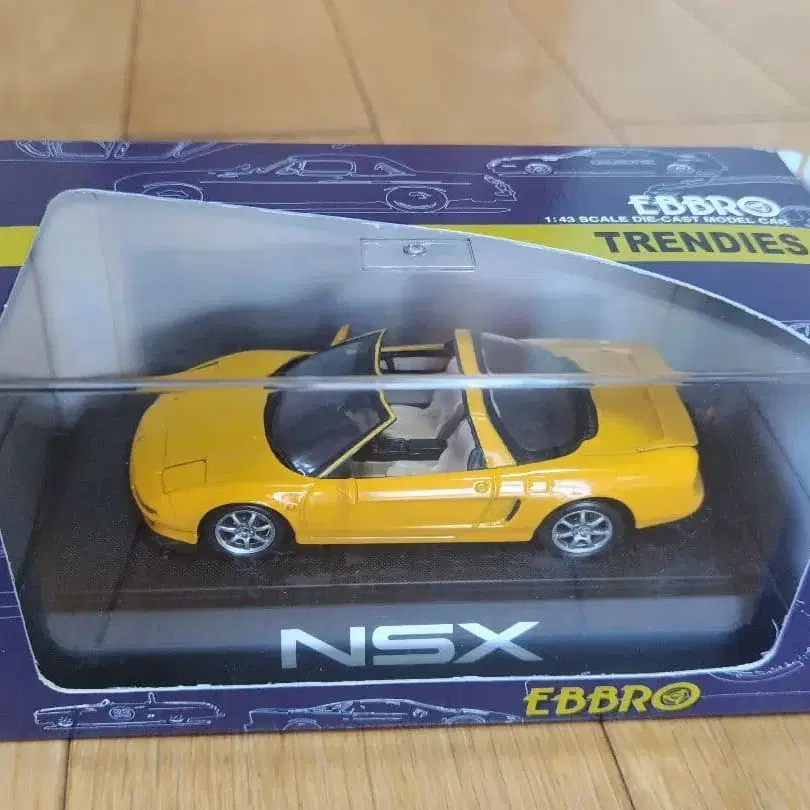 EBBRO
1:43 SCALE DIE-CAST MODEL CAR
TRENDIES
NSX
EBBRO